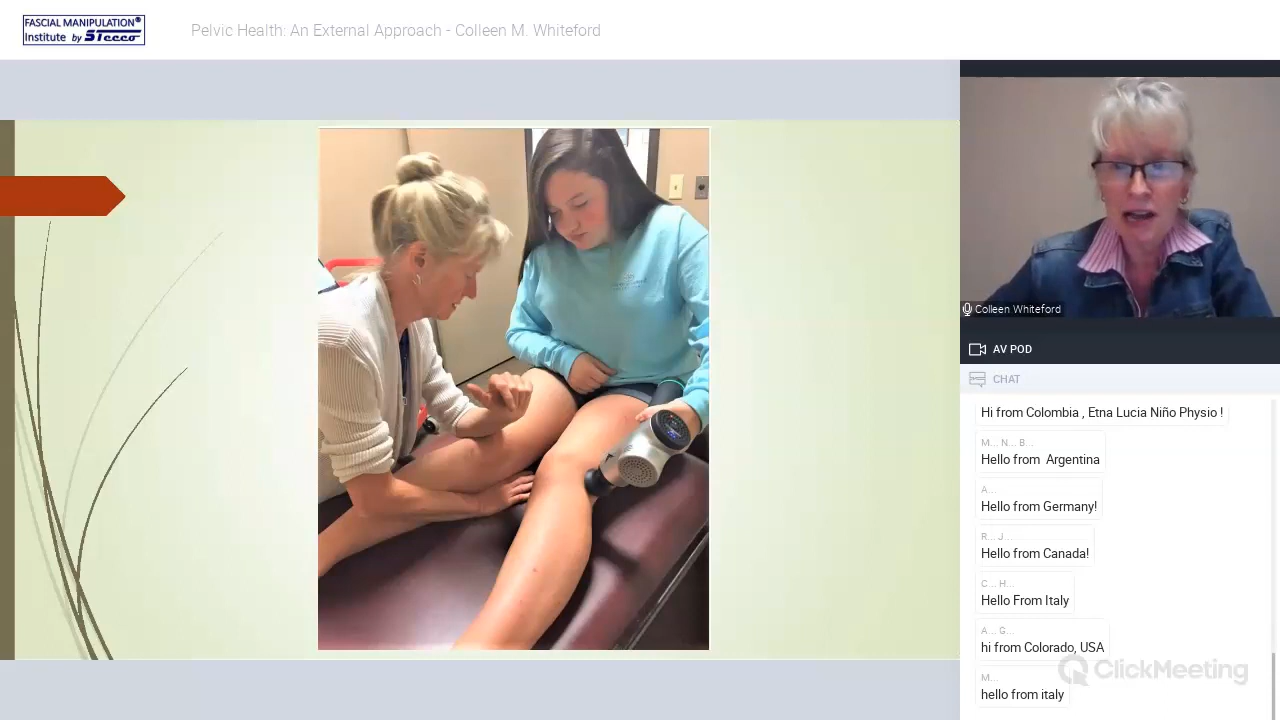 FASCIAL MANIPULATION®
Institute by STECCO
Pelvic Health: An External Approach - Colleen M. Whiteford
Colleen Whiteford
AV POD
CHAT
Hi from Colombia , Etna Lucia Niño Physio !
M... N... B...
Hello from Argentina
A...
Hello from Germany!
R... J...
Hello from Canada!
C... H...
Hello From Italy
A... G...
hi from Colorado, USA
M...
hello from italy
ClickMeeting